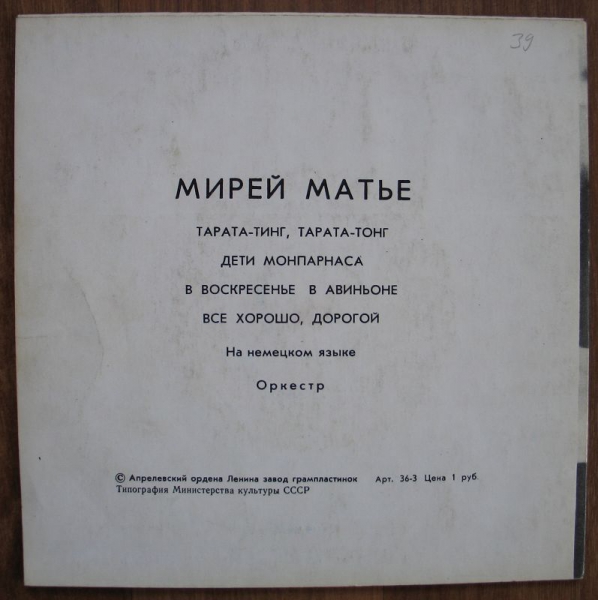 39
МИРЕЙ МАТЬЕ
ТАРАТА-ТИНГ, ТАРАТА-ТОНГ
ДЕТИ МОНПАРНАСА
В ВОСКРЕСЕНЬЕ В АВИНЬОНЕ
ВСЕ ХОРОШО, ДОРОГОЙ
На немецком языке
Оркестр
© Апрелевский ордена Ленина завод грампластинок Арт. 36-3 Цена 1 руб.
Типография Министерства культуры СССР